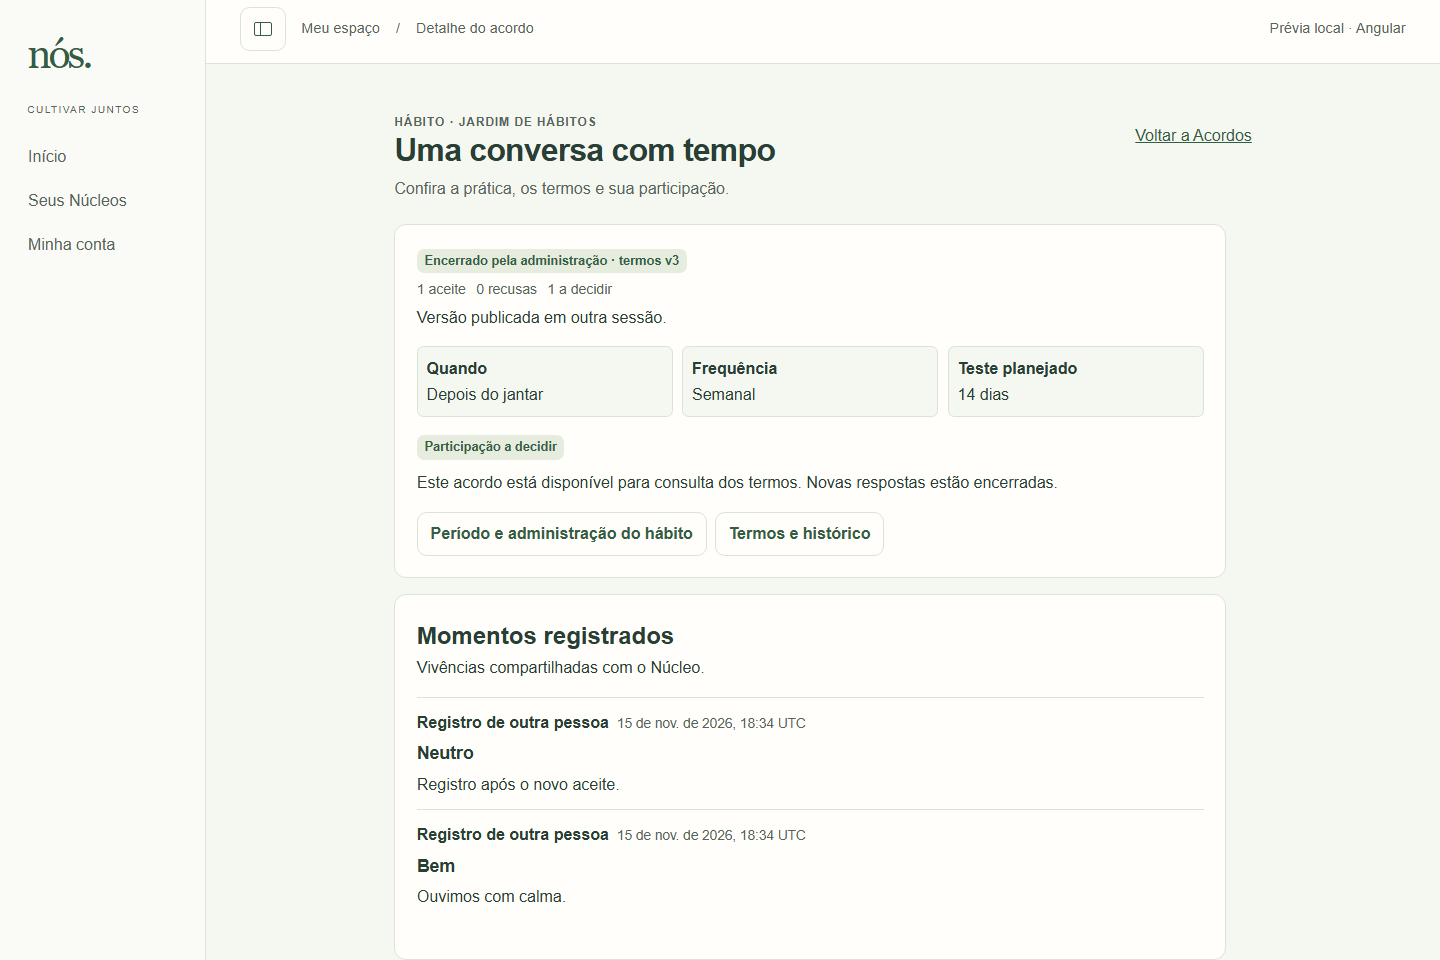 nós.
CULTIVAR JUNTOS
Início
Seus Núcleos
Minha conta
Meu espaço / Detalhe do acordo
Prévia local · Angular
HÁBITO · JARDIM DE HÁBITOS
Uma conversa com tempo
Confira a prática, os termos e sua participação.
Voltar a Acordos
Encerrado pela administração · termos v3
1 aceite 0 recusas 1 a decidir
Versão publicada em outra sessão.
Quando
Depois do jantar
Frequência
Semanal
Teste planejado
14 dias
Participação a decidir
Este acordo está disponível para consulta dos termos. Novas respostas estão encerradas.
Período e administração do hábito
Termos e histórico
Momentos registrados
Vivências compartilhadas com o Núcleo.
Registro de outra pessoa 15 de nov. de 2026, 18:34 UTC
Neutro
Registro após o novo aceite.
Registro de outra pessoa 15 de nov. de 2026, 18:34 UTC
Bem
Ouvimos com calma.